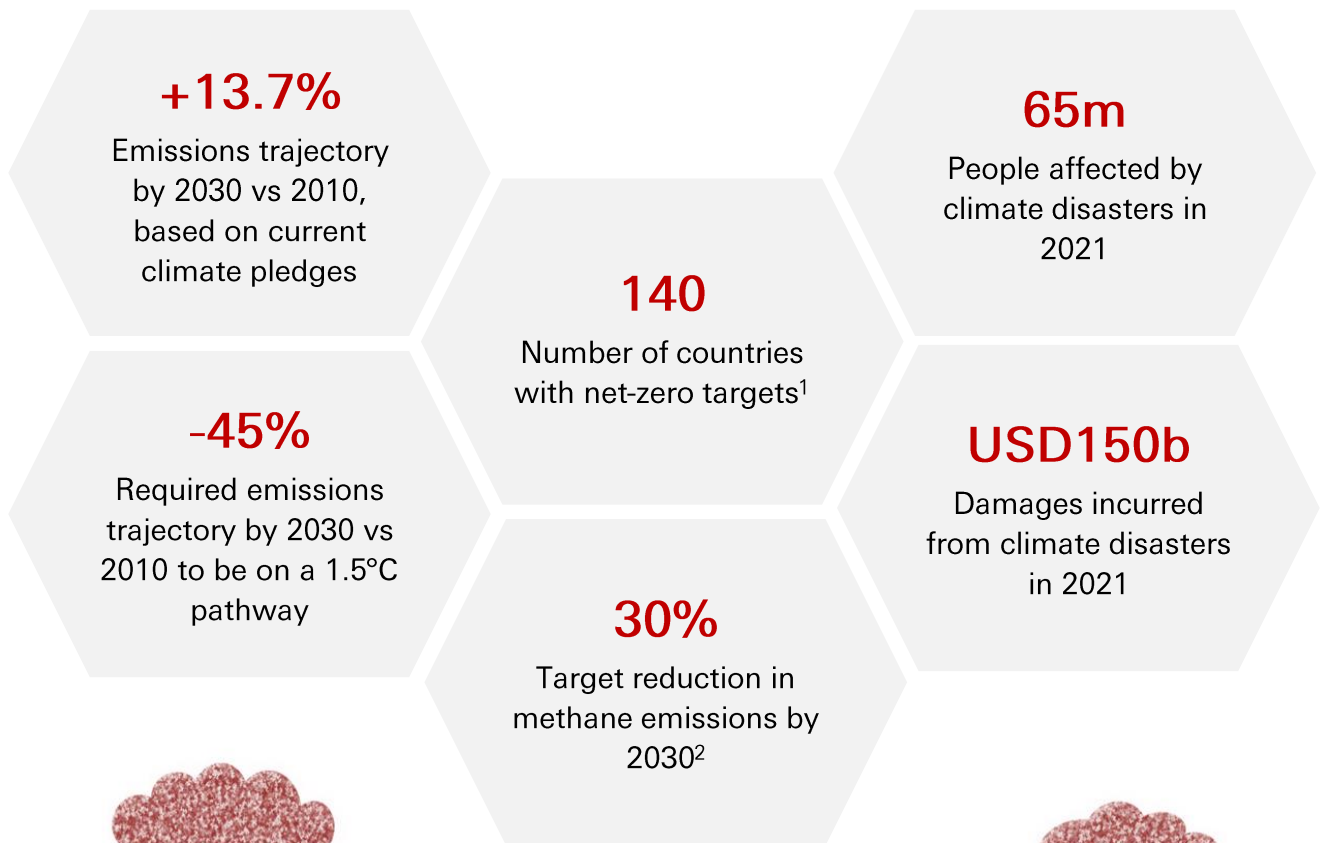 +13.7%
Emissions trajectory
by 2030 vs 2010,
based on current
climate pledges
-45%
Required emissions
trajectory by 2030 vs
2010 to be on a 1.5ºC
pathway
140
Number of countries
with net-zero targets¹
30%
Target reduction in
methane emissions by
2030²
65m
People affected by
climate disasters in
2021
USD150b
Damages incurred
from climate disasters
in 2021